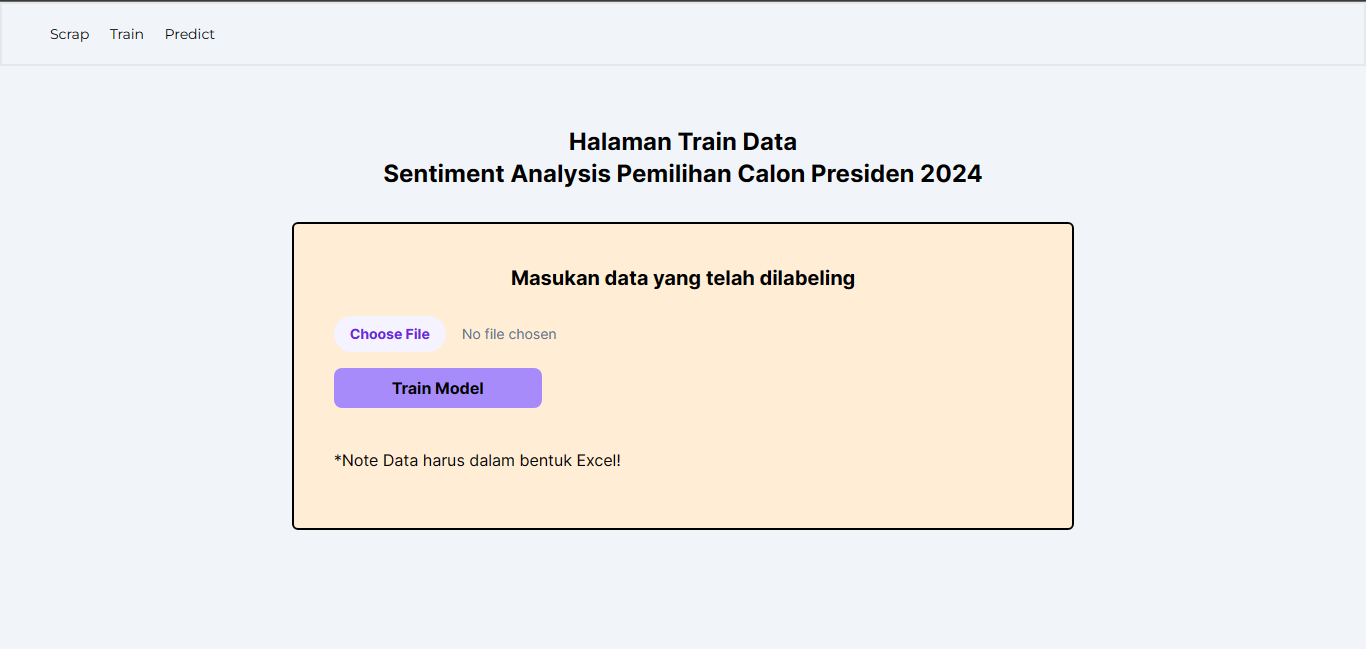 Scrap Train Predict
Halaman Train Data
Sentiment Analysis Pemilihan Calon Presiden 2024
Masukan data yang telah dilabeling
Choose File No file chosen
Train Model
*Note Data harus dalam bentuk Excel!